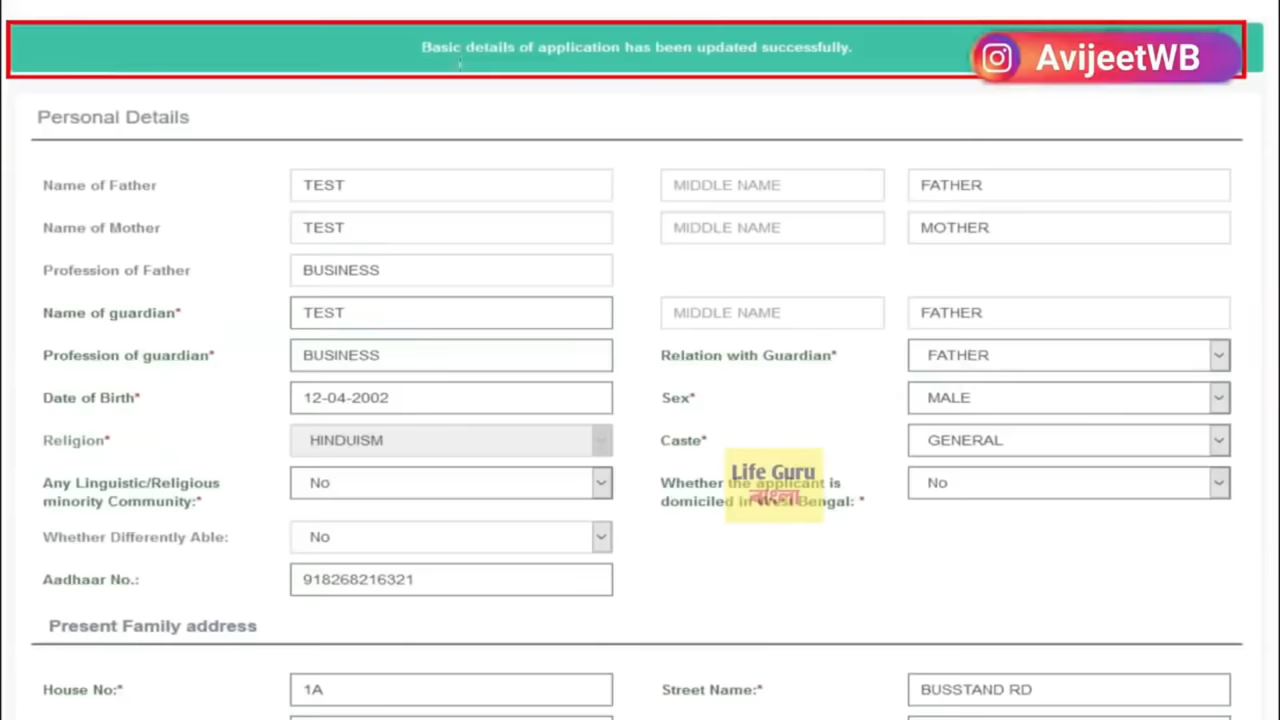 Basic details of application has been updated successfully.
AvijeetWB
Personal Details
Name of Father TEST MIDDLE NAME FATHER
Name of Mother TEST MIDDLE NAME MOTHER
Profession of Father BUSINESS
Name of guardian* TEST MIDDLE NAME FATHER
Profession of guardian* BUSINESS Relation with Guardian* FATHER
Date of Birth* 12-04-2002 Sex* MALE
Religion* HINDUISM Caste* GENERAL
Any Linguistic/Religious No Whether the applicant is No
minority Community:* domiciled in West Bengal: *
Life Guru
বাংলা
Whether Differently Able: No
Aadhaar No.: 918268216321
Present Family address
House No:* 1A Street Name:* BUSSTAND RD